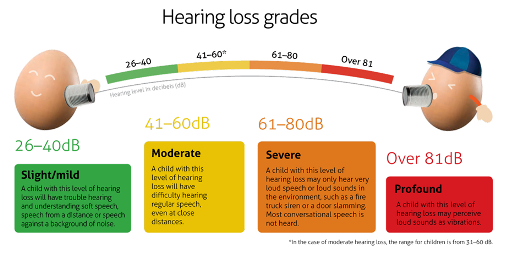 Hearing loss grades
26–40
41–60*
61–80
Over 81
Hearing level in decibels (dB)
26–40dB
Slight/mild
A child with this level of
hearing loss will have trouble hearing
and understanding soft speech,
speech from a distance or speech
against a background of noise.
41–60dB
Moderate
A child with this
level of hearing
loss will have
difficulty hearing
regular speech,
even at close
distances.
61–80dB
Severe
A child with this level of
hearing loss may only hear very
loud speech or loud sounds in
the environment, such as a fire
truck siren or a door slamming.
Most conversational speech is
not heard.
Over 81dB
Profound
A child with this level of
hearing loss may perceive
loud sounds as vibrations.
*In the case of moderate hearing loss, the range for children is from 31–60 dB.